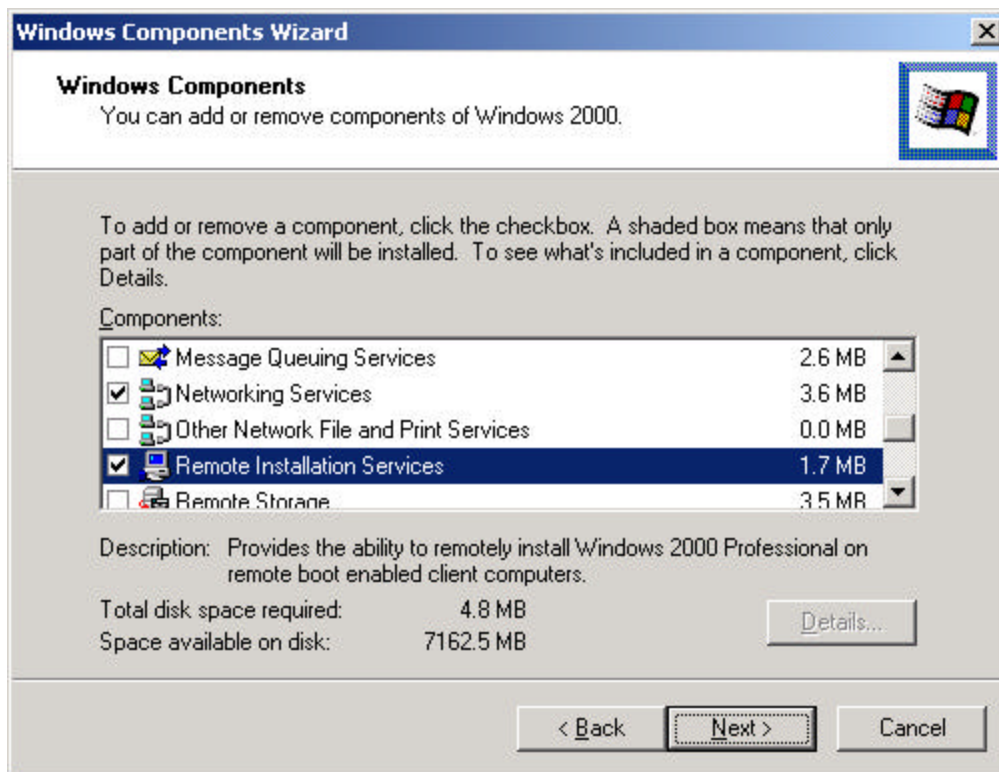 Windows Components Wizard
Windows Components
You can add or remove components of Windows 2000.
To add or remove a component, click the checkbox. A shaded box means that only
part of the component will be installed. To see what's included in a component, click
Details.
Components:
Message Queuing Services 2.6 MB
Networking Services 3.6 MB
Other Network File and Print Services 0.0 MB
Remote Installation Services 1.7 MB
Remote Storage 3.5 MB
Description: Provides the ability to remotely install Windows 2000 Professional on
remote boot enabled client computers.
Total disk space required: 4.8 MB
Space available on disk: 7162.5 MB
Details...
< Back Next > Cancel